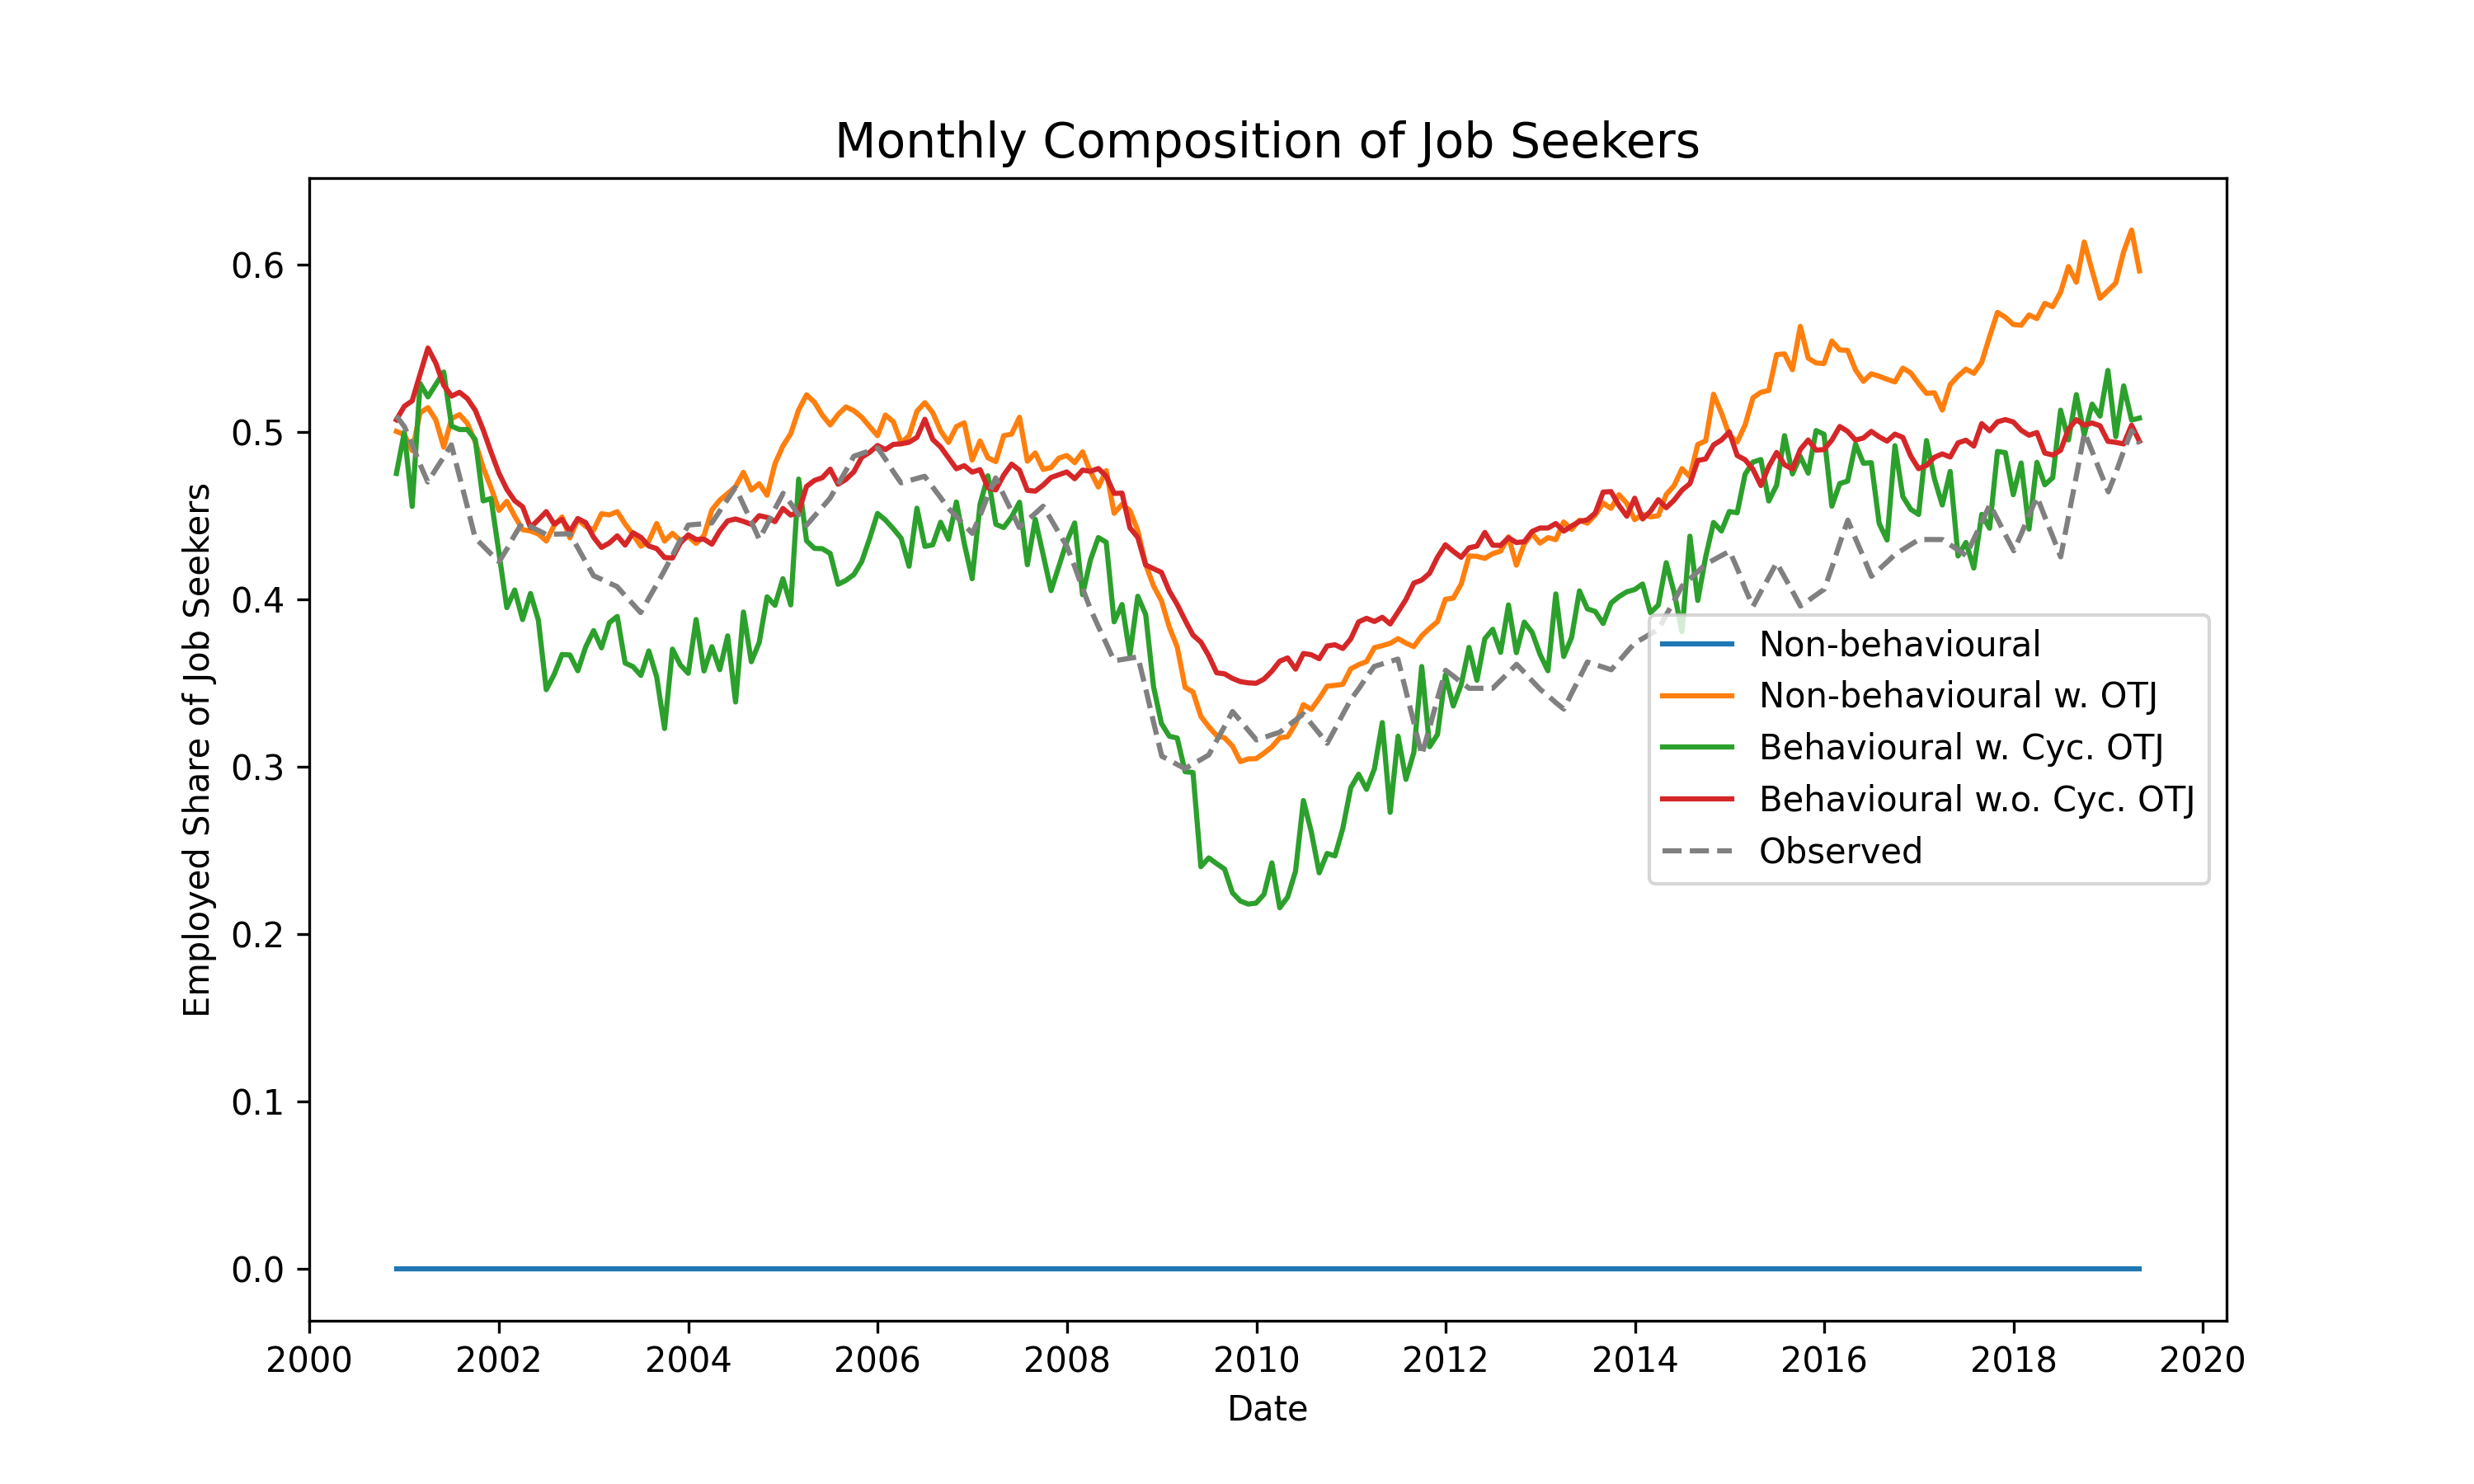 Monthly Composition of Job Seekers
Employed Share of Job Seekers
0.6
0.5
0.4
0.3
0.2
0.1
0.0
Non-behavioural
Non-behavioural w. OTJ
Behavioural w. Cyc. OTJ
Behavioural w.o. Cyc. OTJ
Observed
2000 2002 2004 2006 2008 2010 2012 2014 2016 2018 2020
Date